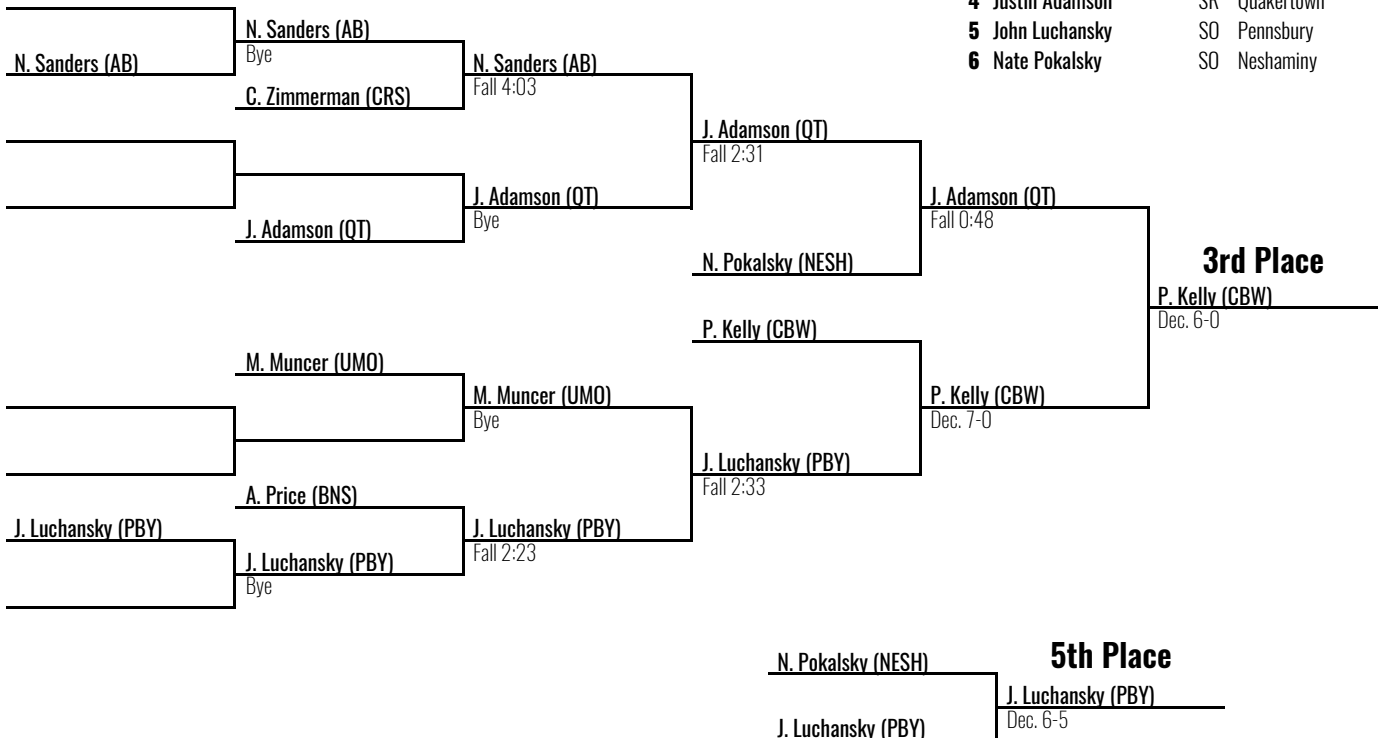 4 Justin Adamson SR Quakertown
5 John Luchansky SO Pennsbury
6 Nate Pokalsky SO Neshaminy
N. Sanders (AB)
N. Sanders (AB)
Bye
C. Zimmerman (CRS)
N. Sanders (AB)
Fall 4:03
J. Adamson (QT)
J. Adamson (QT)
Bye
J. Adamson (QT)
Fall 2:31
N. Pokalsky (NESH)
J. Adamson (QT)
Fall 0:48
3rd Place
P. Kelly (CBW)
Dec. 6-0
P. Kelly (CBW)
P. Kelly (CBW)
Dec. 7-0
M. Muncer (UMO)
M. Muncer (UMO)
Bye
J. Luchansky (PBY)
Fall 2:33
A. Price (BNS)
J. Luchansky (PBY)
J. Luchansky (PBY)
Bye
J. Luchansky (PBY)
Fall 2:23
5th Place
N. Pokalsky (NESH)
J. Luchansky (PBY)
Dec. 6-5
J. Luchansky (PBY)